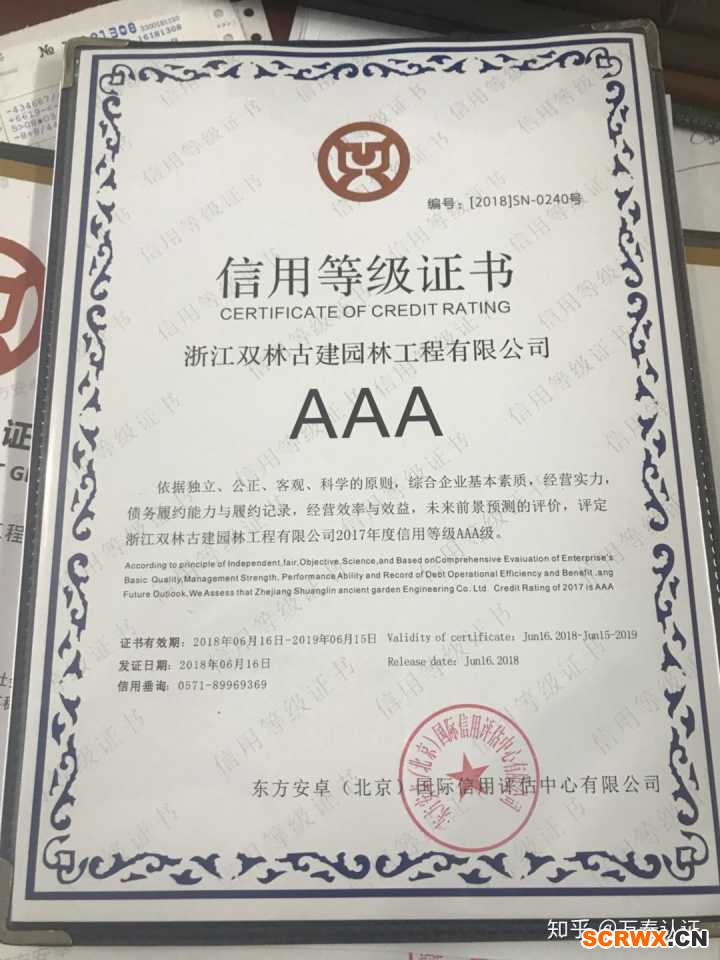 16181308
编号：[2018]SN-0240号
信用等级证书
CERTIFICATE OF CREDIT RATING
浙江双林古建园林工程有限公司
AAA
依据独立、公正、客观、科学的原则，综合企业基本素质，经营实力，
债务履约能力与履约记录，经营效率与效益，未来前景预测的评价，评定
浙江双林古建园林工程有限公司2017年度信用等级AAA级。
According to principle of Independent,fair,Objective,Science,and Based onComprehensive Evaiuation of Enterprise's
Basic Quality,Management Strength, Performance Ability and Record of Debt Operational Efficiency and Benefit ,ang
Future Outlook,We Assess that Zhejiang Shuanglin ancient garden Engineering Co. Ltd. Credit Rating of 2017 is AAA
证书有效期：2018年06月16日-2019年06月15日 Validity of certificate: Jun16.2018-Jun15-2019
发证日期：2018年06月16日 Release date: Jun16.2018
信用垂询：0571-89969369
东方安卓（北京）国际信用评估中心有限公司
知乎 @万泰认证
SCRWX.CN